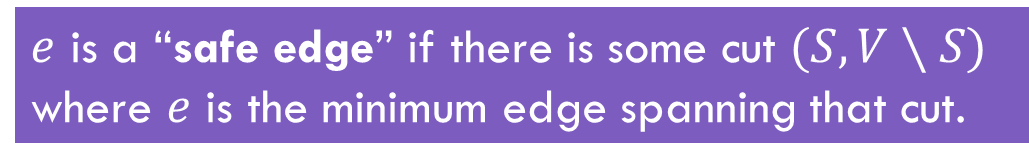 𝑒 is a “safe edge” if there is some cut (𝑆, 𝑉 \ 𝑆)
where 𝑒 is the minimum edge spanning that cut.